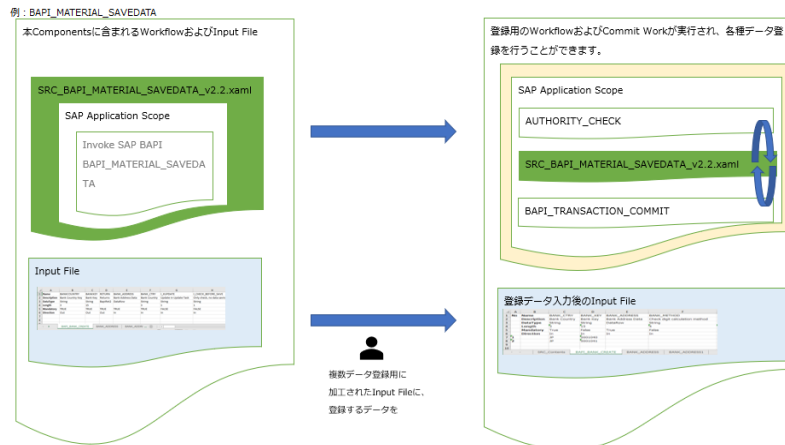 例：BAPI_MATERIAL_SAVEDATA
本Componentsに含まれるWorkflowおよびInput File
SRC_BAPI_MATERIAL_SAVEDATA_v2.2.xaml
SAP Application Scope
Invoke SAP BAPI
BAPI_MATERIAL_SAVEDA
TA
Input File
複数データ登録用に
加工されたInput Fileに、
登録するデータを
登録用のWorkflowおよびCommit Workが実行され、各種データ登
録を行うことができます。
SAP Application Scope
AUTHORITY_CHECK
SRC_BAPI_MATERIAL_SAVEDATA_v2.2.xaml
BAPI_TRANSACTION_COMMIT
登録データ入力後のInput File